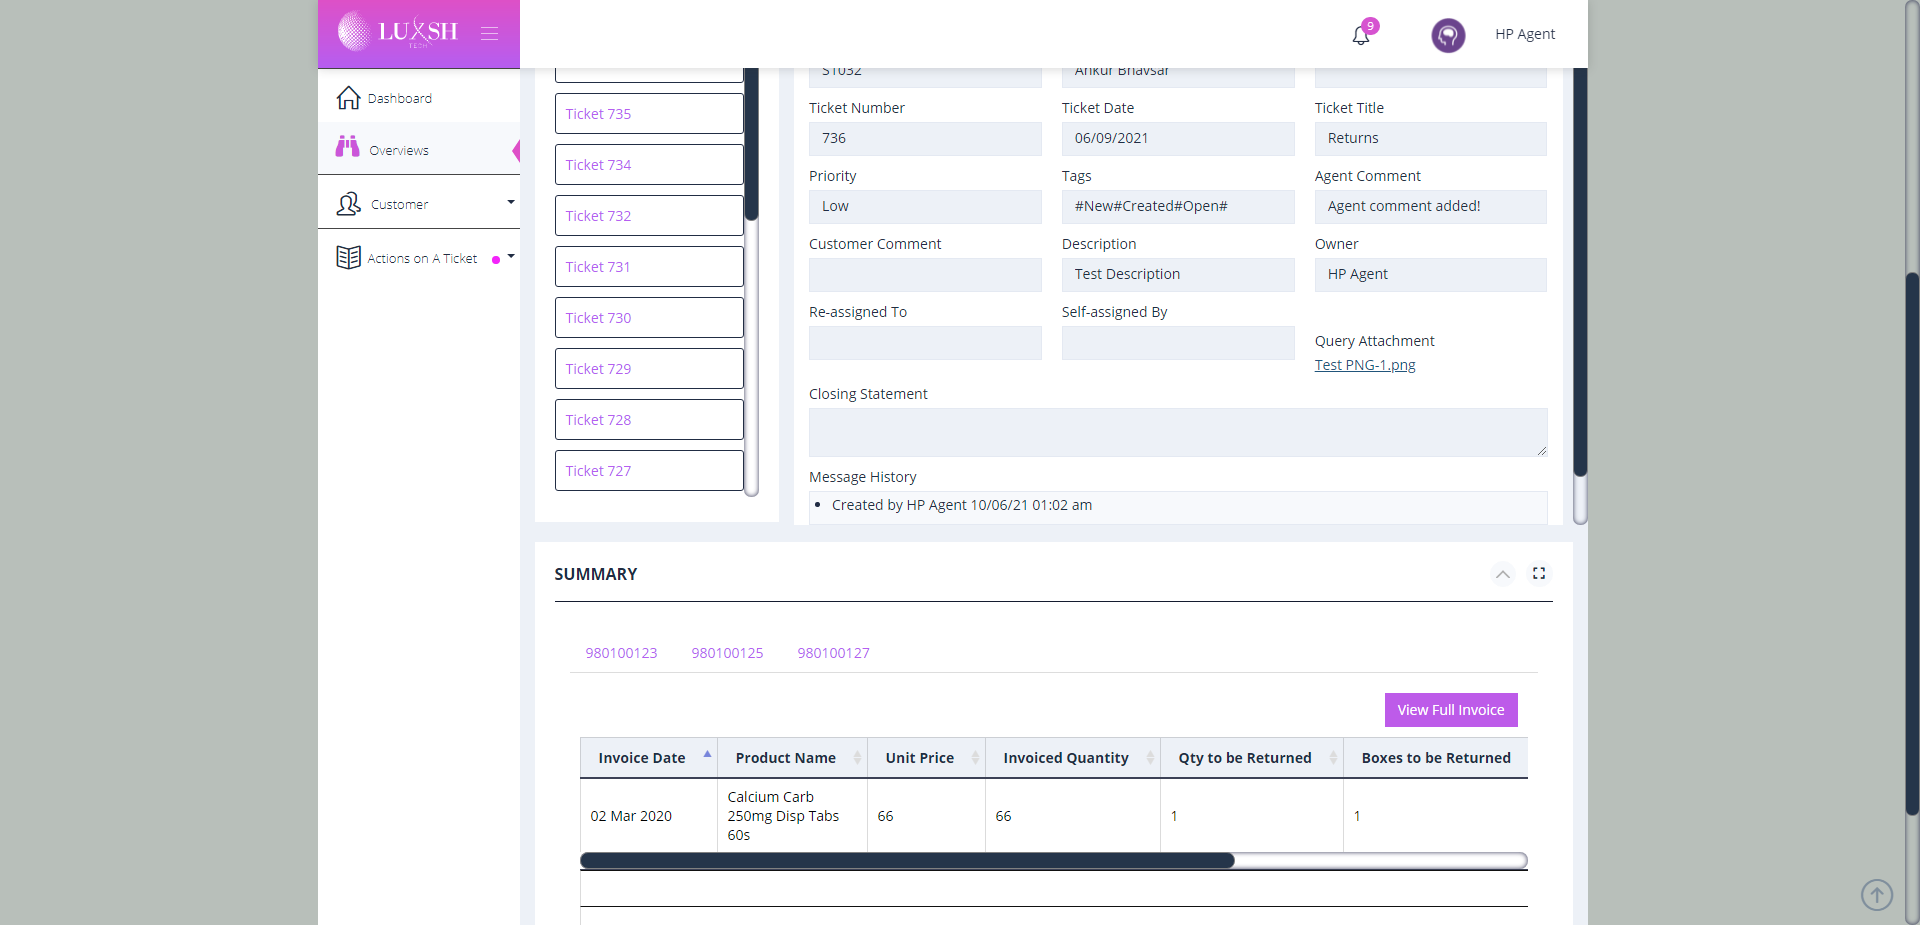 LUXSH
TECH
9
HP Agent
Dashboard
Overviews
Customer
Actions on A Ticket
Ticket 735
Ticket 734
Ticket 732
Ticket 731
Ticket 730
Ticket 729
Ticket 728
Ticket 727
S1032
Ankur Bhavsar
Ticket Number
Ticket Date
Ticket Title
736
06/09/2021
Returns
Priority
Tags
Agent Comment
Low
#New#Created#Open#
Agent comment added!
Customer Comment
Description
Owner
Test Description
HP Agent
Re-assigned To
Self-assigned By
Query Attachment
Test PNG-1.png
Closing Statement
Message History
Created by HP Agent 10/06/21 01:02 am
SUMMARY
980100123 980100125 980100127
View Full Invoice
Invoice Date Product Name Unit Price Invoiced Quantity Qty to be Returned Boxes to be Returned
02 Mar 2020
Calcium Carb
250mg Disp Tabs
60s
66
66
1
1